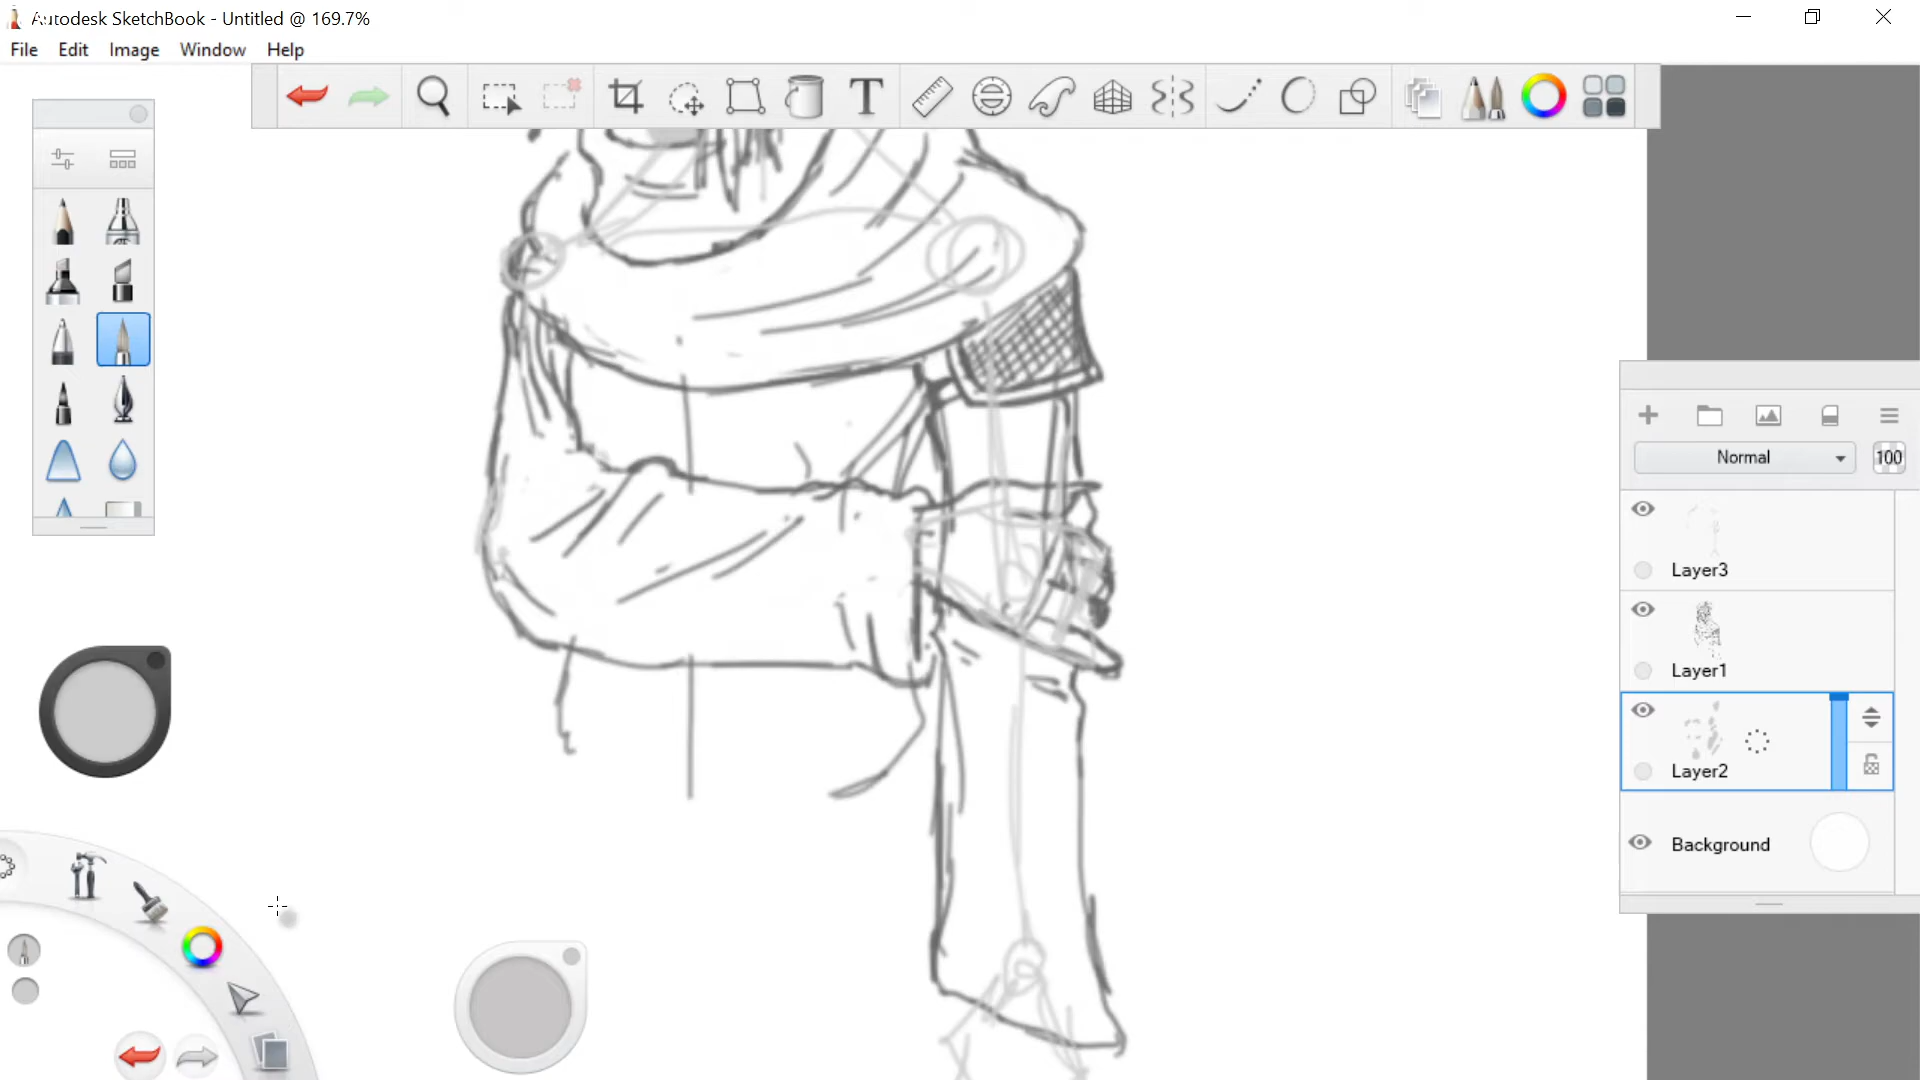 Autodesk SketchBook - Untitled @ 169.7%
File Edit Image Window Help
T
Normal 100
Layer3
Layer1
Layer2
Background